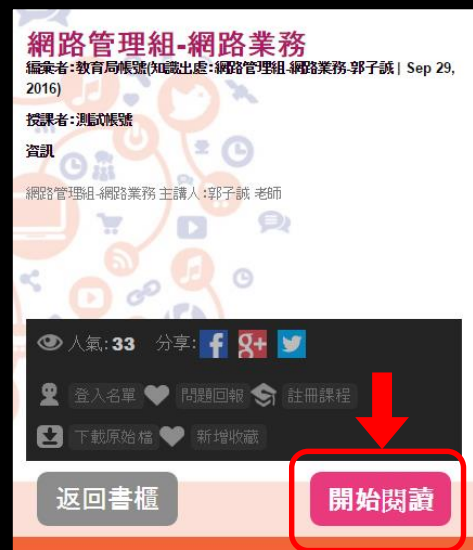 網路管理組-網路業務
編彙者:教育局帳號(知識出處:網路管理組-網路業務-郭子誠 | Sep 29,
2016)
授課者:測試帳號
資訊
網路管理組-網路業務 主講人:郭子誠 老師
人氣: 33 分享: f g+
登入名單 問題回報 註冊課程
下載原始檔 新增收藏
返回書櫃 開始閱讀